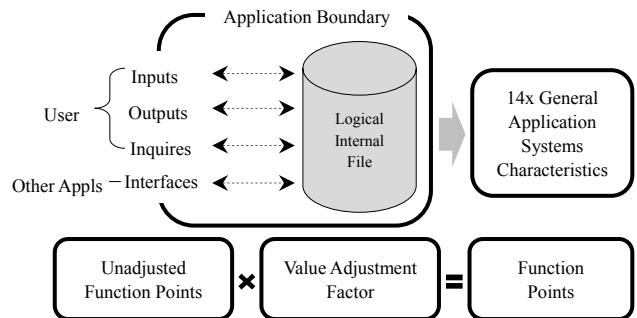 Application Boundary
User
Inputs
Outputs
Inquires
Other Appls
Interfaces
Logical
Internal
File
14x General
Application
Systems
Characteristics
Unadjusted
Function Points
×
Value Adjustment
Factor
=
Function
Points